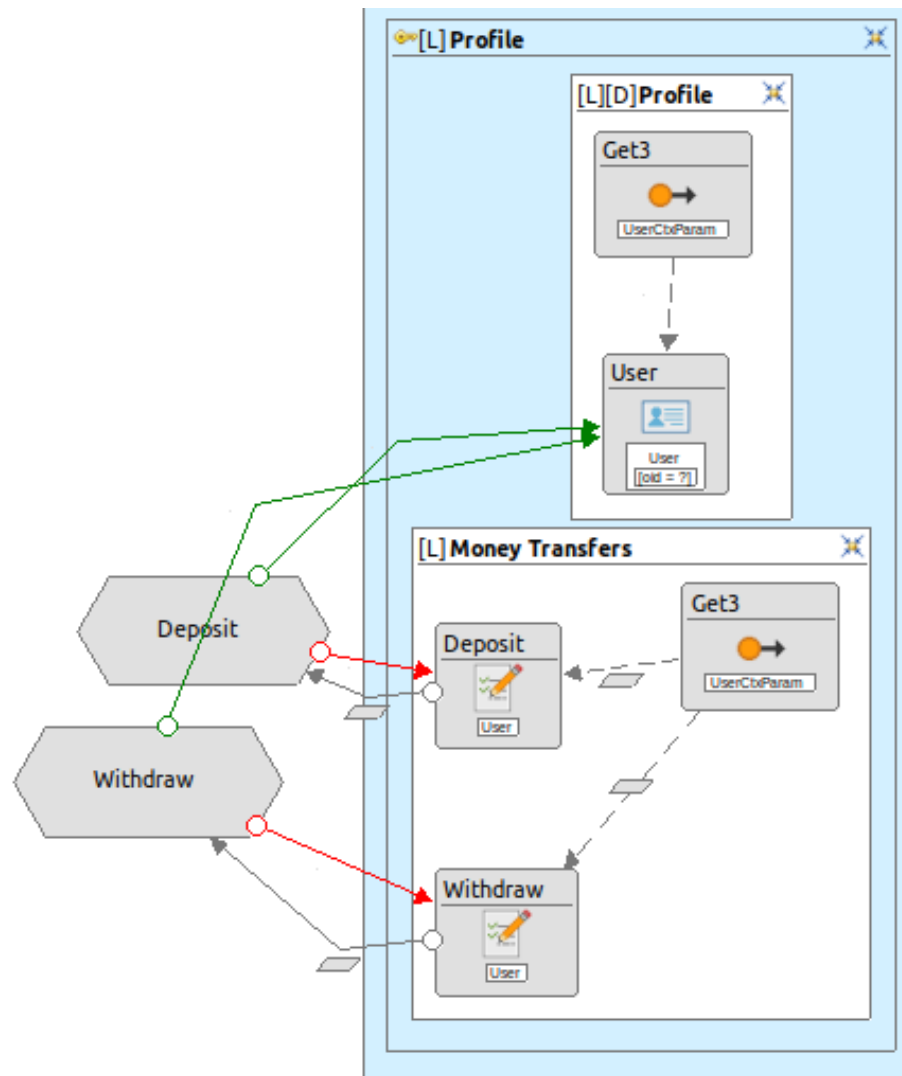 [L] Profile
[L][D]Profile
Get3
UserCtxParam
User
User
[oid = ?]
[L] Money Transfers
Get3
UserCtxParam
Deposit
User
Deposit
Withdraw
Withdraw
User